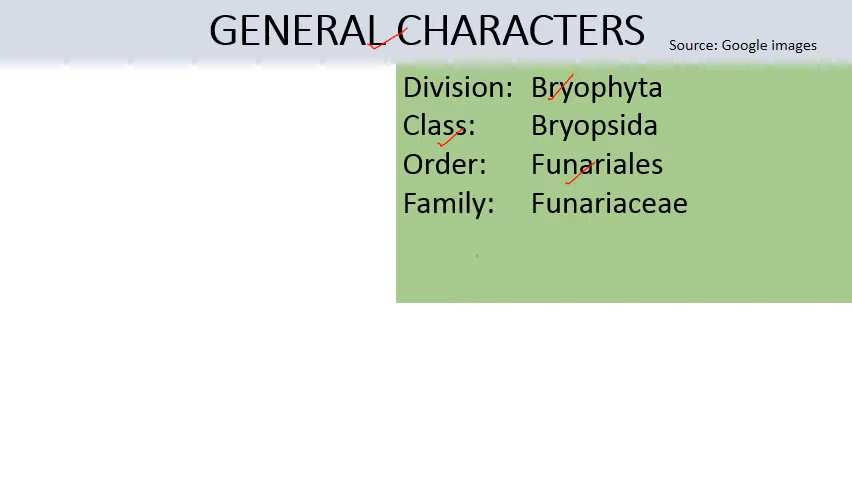 GENERAL CHARACTERS
Source: Google images
Division: Bryophyta
Class: Bryopsida
Order: Funariales
Family: Funariaceae